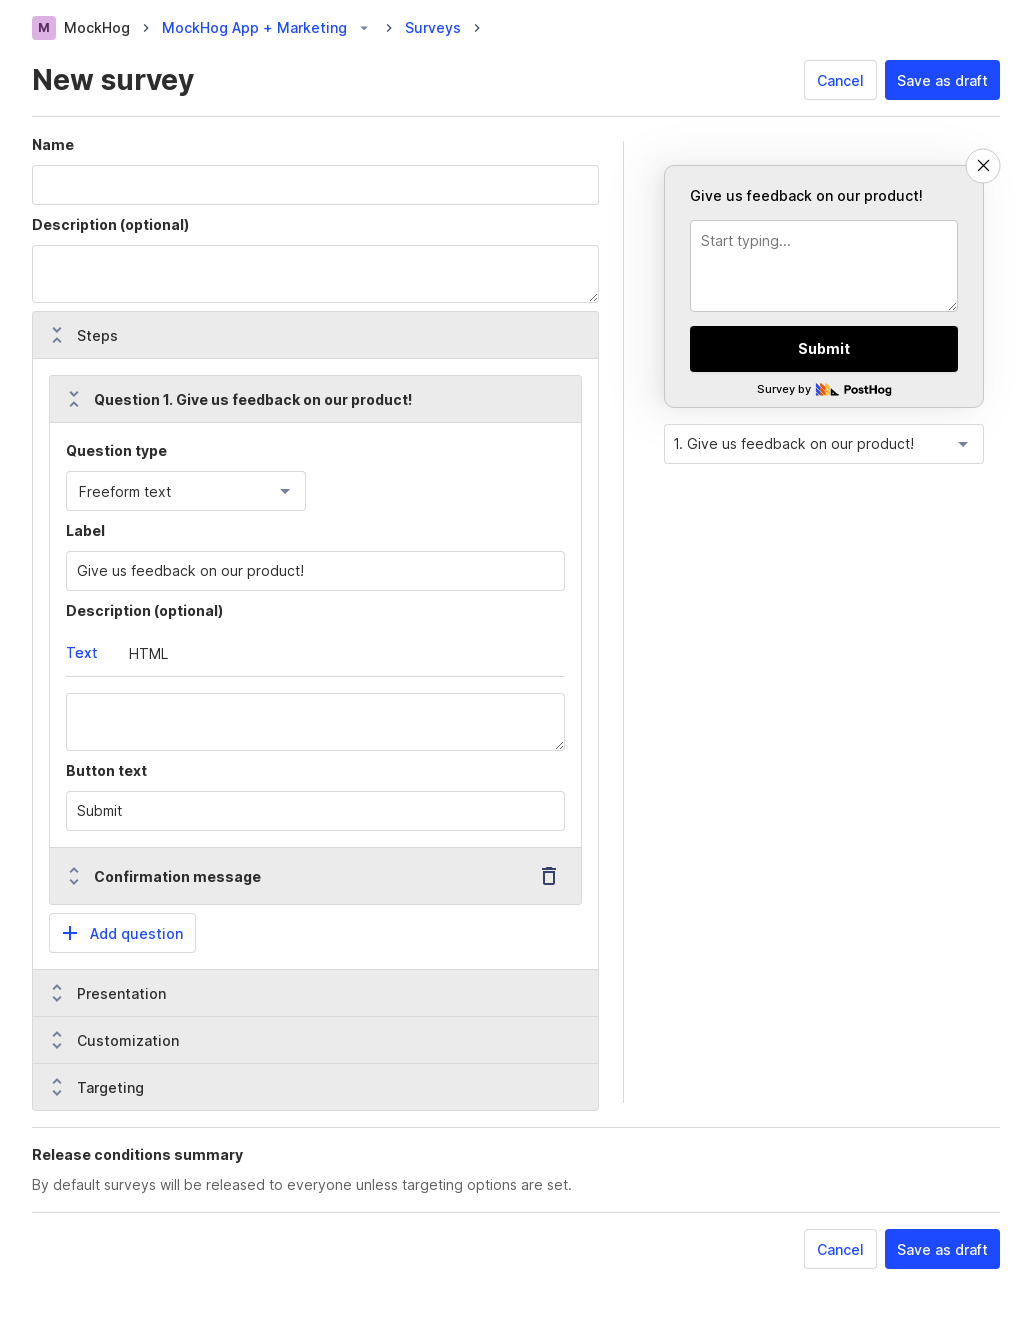 M MockHog MockHog App + Marketing Surveys
New survey
Cancel Save as draft
Name
Description (optional)
Steps
Question 1. Give us feedback on our product!
Question type
Freeform text
Label
Give us feedback on our product!
Description (optional)
Text HTML
Button text
Submit
Confirmation message
Add question
Presentation
Customization
Targeting
Give us feedback on our product!
Start typing...
Submit
Survey by PostHog
1. Give us feedback on our product!
Release conditions summary
By default surveys will be released to everyone unless targeting options are set.
Cancel Save as draft